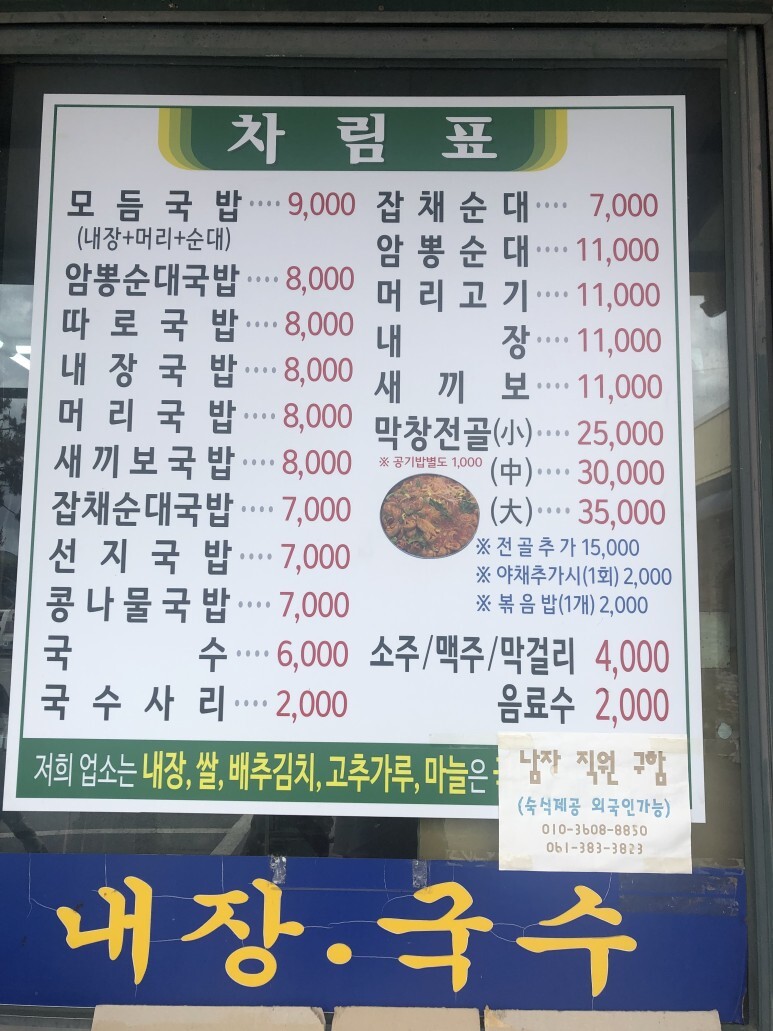 차림표
모듬국밥 ···· 9,000
(내장+머리+순대)
암뽕순대국밥 ···· 8,000
따로국밥 ···· 8,000
내장국밥 ···· 8,000
머리국밥 ···· 8,000
새끼보국밥 ···· 8,000
잡채순대국밥 ···· 7,000
선지국밥 ···· 7,000
콩나물국밥 ···· 7,000
국수 ···· 6,000
국수사리 ···· 2,000
잡채순대 ···· 7,000
암뽕순대 ···· 11,000
머리고기 ···· 11,000
내장 ···· 11,000
새끼보 ···· 11,000
막창전골(小) ···· 25,000
※ 공기밥별도 1,000
(中) ···· 30,000
(大) ···· 35,000
※ 전골추가 15,000
※ 야채추가시(1회) 2,000
※ 볶음밥(1개) 2,000
소주/맥주/막걸리 4,000
음료수 2,000
저희 업소는 내장, 쌀, 배추김치, 고추가루, 마늘은
남자 직원 구함
(숙식제공 외국인가능)
010-3608-8850
061-383-3823
내장·국수